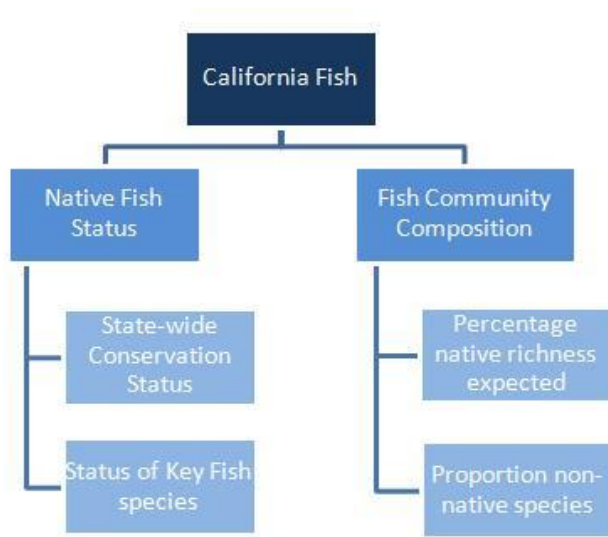 California Fish
Native Fish
Status
Fish Community
Composition
State-wide
Conservation
Status
Percentage
native richness
expected
Status of Key Fish
species
Proportion non-
native species